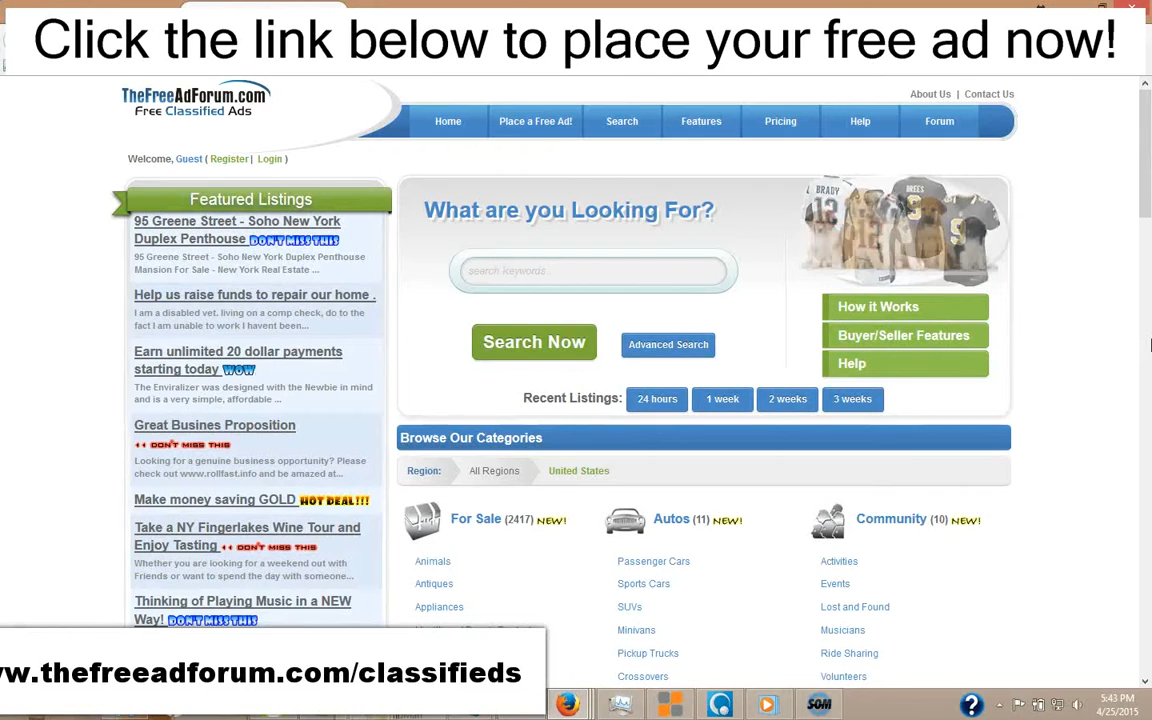 Click the link below to place your free ad now!
TheFreeAdForum.com
Free Classified Ads
About Us | Contact Us
Home Place a Free Ad! Search Features Pricing Help Forum
Welcome, Guest ( Register | Login )
Featured Listings
95 Greene Street - Soho New York
Duplex Penthouse DON'T MISS THIS
95 Greene Street - Soho New York Duplex Penthouse
Mansion For Sale - New York Real Estate ...
Help us raise funds to repair our home .
I am a disabled vet. living on a comp check, do to the
fact I am unable to work I havent been...
Earn unlimited 20 dollar payments
starting today WOW
The Enviralizer was designed with the Newbie in mind
and is a very simple, affordable ...
Great Busines Proposition
DON'T MISS THIS
Looking for a genuine business opportunity? Please
check out www.rollfast.info and be amazed at...
Make money saving GOLD HOT DEAL!!!
Take a NY Fingerlakes Wine Tour and
Enjoy Tasting DON'T MISS THIS
Whether you are looking for a weekend out with
Friends or want to spend the day with someone...
Thinking of Playing Music in a NEW
Way! DON'T MISS THIS
What are you Looking For?
search keywords
Search Now Advanced Search
BRADY 12 BREES 9
How it Works
Buyer/Seller Features
Help
Recent Listings: 24 hours 1 week 2 weeks 3 weeks
Browse Our Categories
Region: All Regions United States
For Sale (2417) NEW!
Animals
Antiques
Appliances
Autos (11) NEW!
Passenger Cars
Sports Cars
SUVs
Minivans
Pickup Trucks
Crossovers
Community (10) NEW!
Activities
Events
Lost and Found
Musicians
Ride Sharing
Volunteers
w.thefreeadforum.com/classifieds
SOM
5:43 PM
4/25/2015